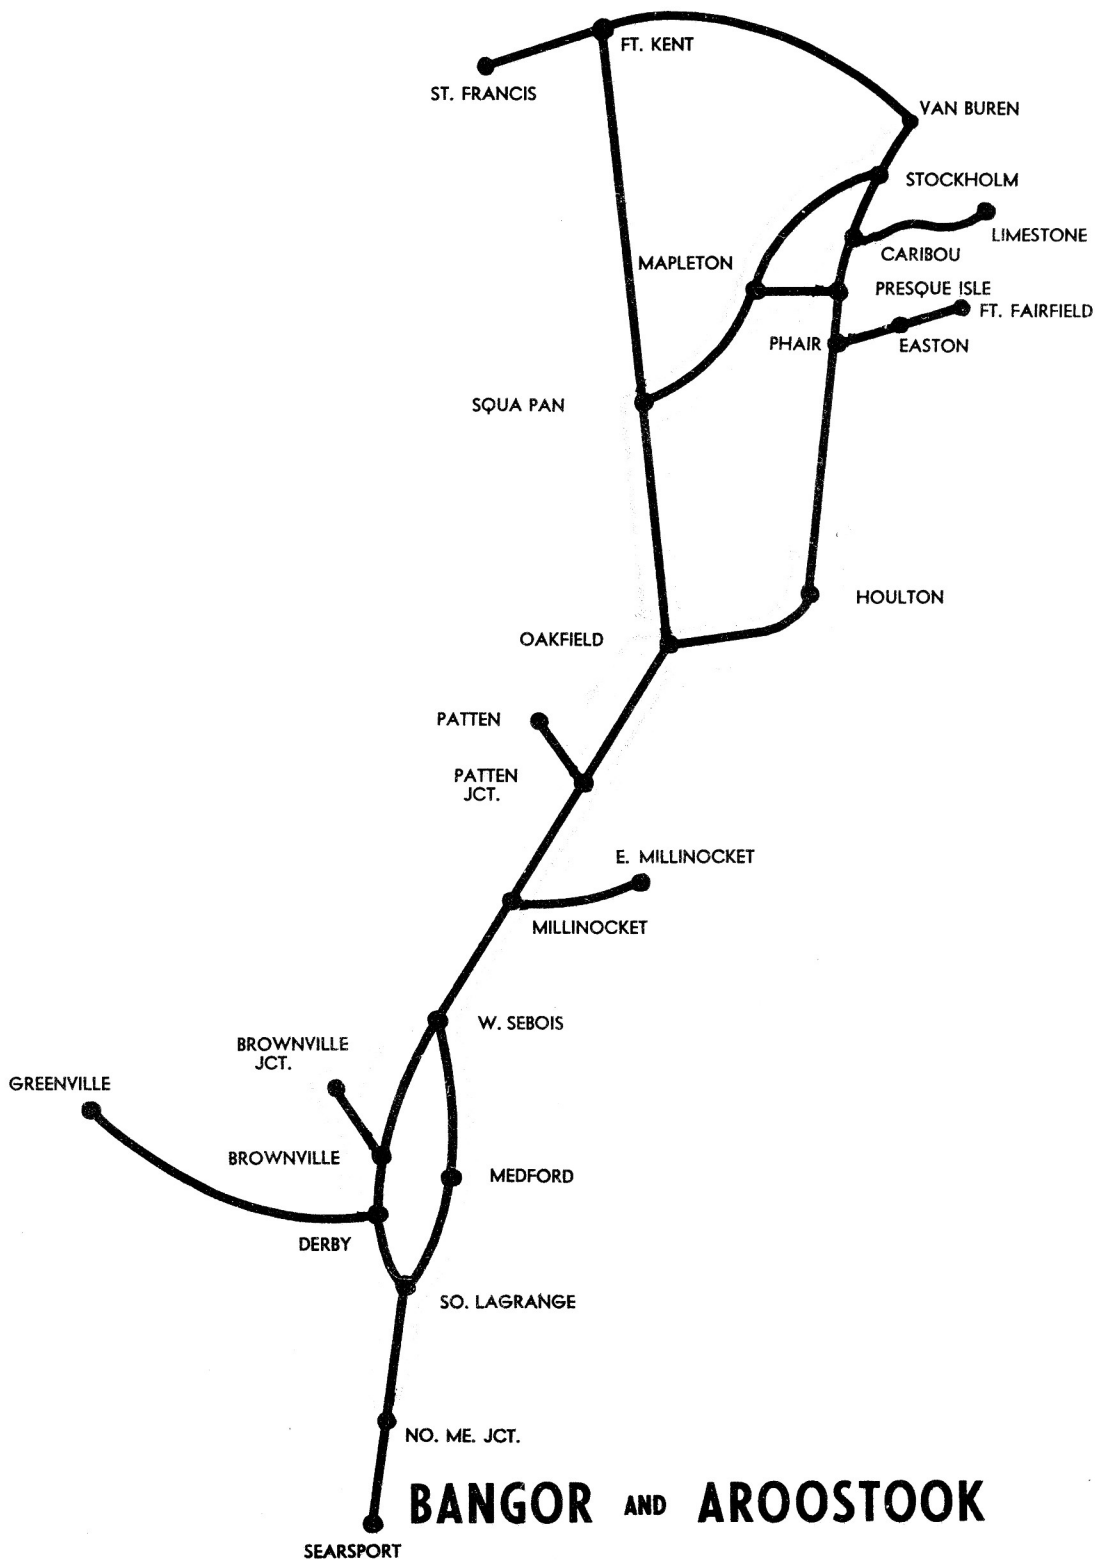 FT. KENT
ST. FRANCIS
VAN BUREN
STOCKHOLM
LIMESTONE
CARIBOU
MAPLETON
PRESQUE ISLE
FT. FAIRFIELD
PHAIR
EASTON
SQUA PAN
HOULTON
OAKFIELD
PATTEN
PATTEN
JCT.
E. MILLINOCKET
MILLINOCKET
W. SEBOIS
BROWNVILLE
JCT.
GREENVILLE
BROWNVILLE
MEDFORD
DERBY
SO. LAGRANGE
NO. ME. JCT.
BANGOR AND AROOSTOOK
SEARSPORT